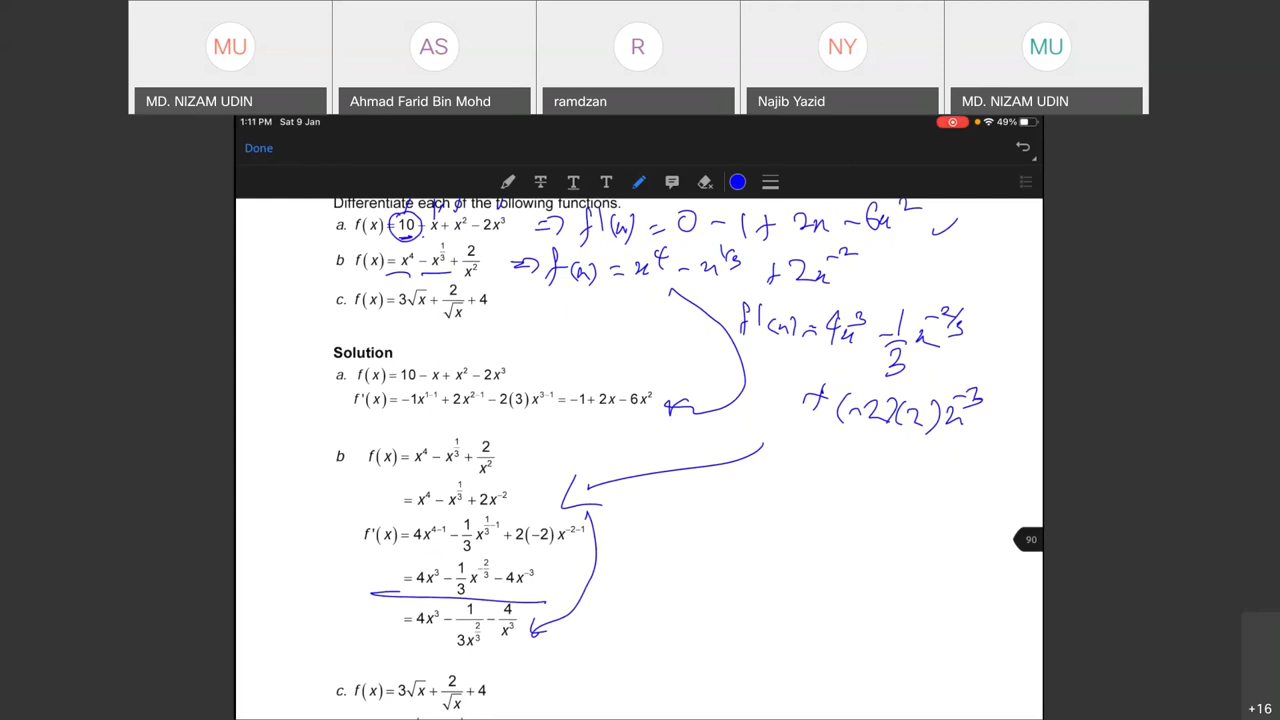 MU AS R NY MU
MD. NIZAM UDIN Ahmad Farid Bin Mohd ramdzan Najib Yazid MD. NIZAM UDIN
1:11 PM Sat 9 Jan 49%
Done
Differentiate each of the following functions.
a. f(x) = 10 − x + x² − 2x³ ⇒ f'(x) = 0 − 1 + 2x − 6x² ✓
b f(x) = x⁴ − x^(1/3) + 2/x² ⇒ f(x) = x⁴ − x^(1/3) + 2x⁻²
c. f(x) = 3√x + 2/√x + 4
f'(x) = 4x³ − 1/3 x^(-2/3)
+ (-2)(2)x⁻³
Solution
a. f(x) = 10 − x + x² − 2x³
f'(x) = −1x^(1−1) + 2x^(2−1) − 2(3)x^(3−1) = −1 + 2x − 6x²
b f(x) = x⁴ − x^(1/3) + 2/x²
= x⁴ − x^(1/3) + 2x⁻²
f'(x) = 4x^(4−1) − 1/3 x^(1/3−1) + 2(−2)x^(−2−1)
= 4x³ − 1/3 x^(−2/3) − 4x⁻³
= 4x³ − 1/(3x^(2/3)) − 4/x³
c. f(x) = 3√x + 2/√x + 4
90
+16